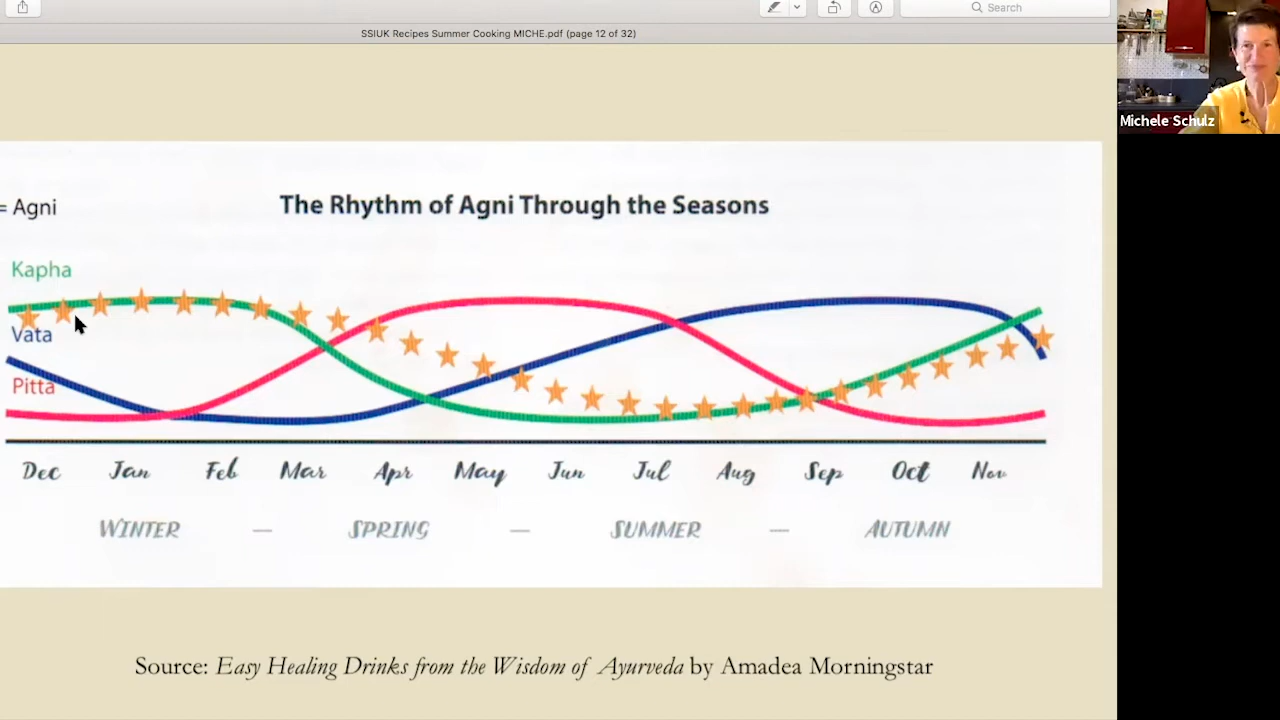 Search
SSIUK Recipes Summer Cooking MICHE.pdf (page 12 of 32)
Michele Schulz
The Rhythm of Agni Through the Seasons
= Agni
Kapha
Vata
Pitta
Dec Jan Feb Mar Apr May Jun Jul Aug Sep Oct Nov
WINTER — SPRING — SUMMER — AUTUMN
Source: Easy Healing Drinks from the Wisdom of Ayurveda by Amadea Morningstar